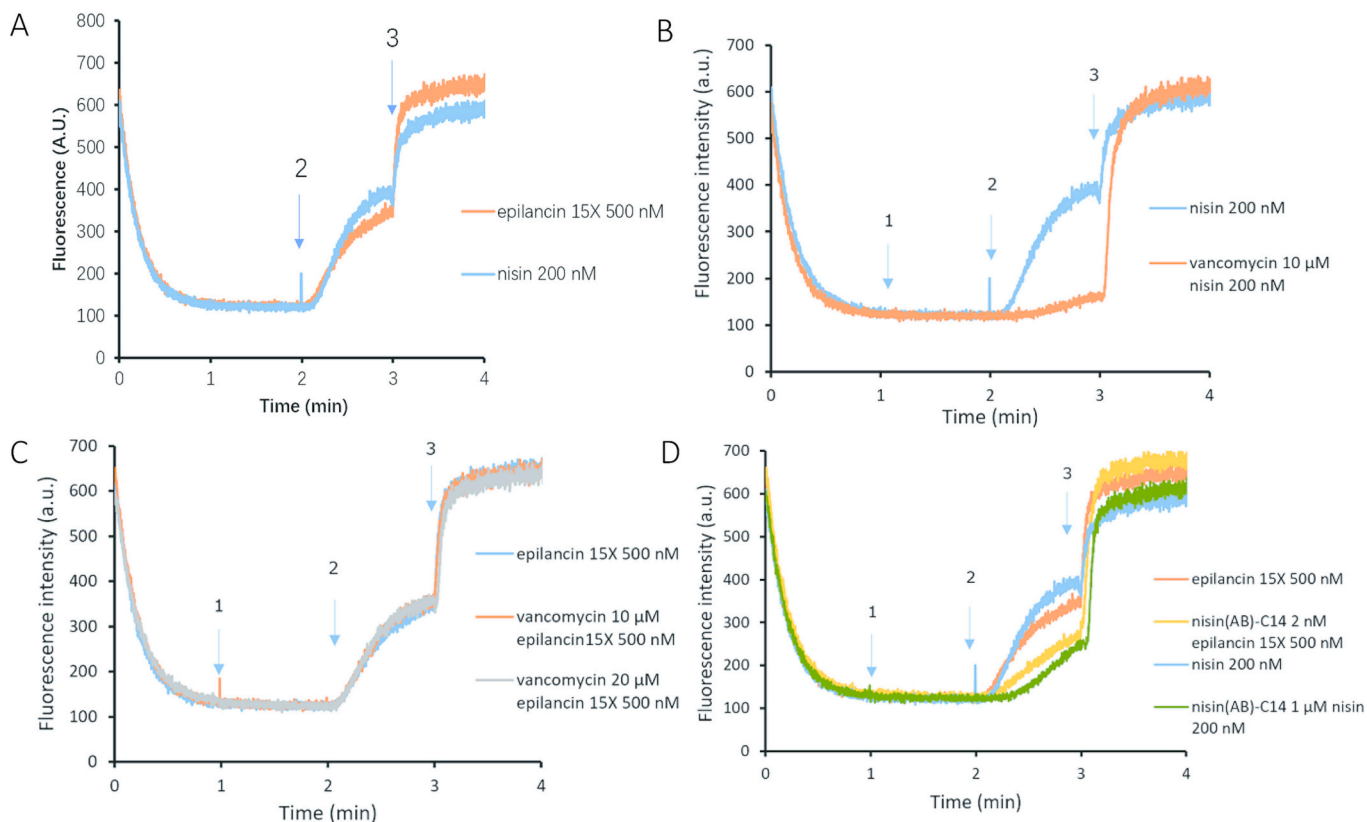 A
800
700
600
500
400
300
200
100
0
Fluorescence (A.U.)
2
3
0
1
2
3
4
Time (min)
epilancin 15X 500 nM
nisin 200 nM
B
700
600
500
400
300
200
100
0
Fluorescence intensity (a.u.)
1
2
3
0
1
2
3
4
Time (min)
nisin 200 nM
vancomycin 10 µM
nisin 200 nM
C
700
600
500
400
300
200
100
0
Fluorescence intensity (a.u.)
1
2
3
0
1
2
3
4
Time (min)
epilancin 15X 500 nM
vancomycin 10 µM
epilancin15X 500 nM
vancomycin 20 µM
epilancin 15X 500 nM
D
700
600
500
400
300
200
100
0
Fluorescence intensity (a.u.)
1
2
3
0
1
2
3
4
Time (min)
epilancin 15X 500 nM
nisin(AB)-C14 2 nM
epilancin 15X 500 nM
nisin 200 nM
nisin(AB)-C14 1 µM nisin
200 nM